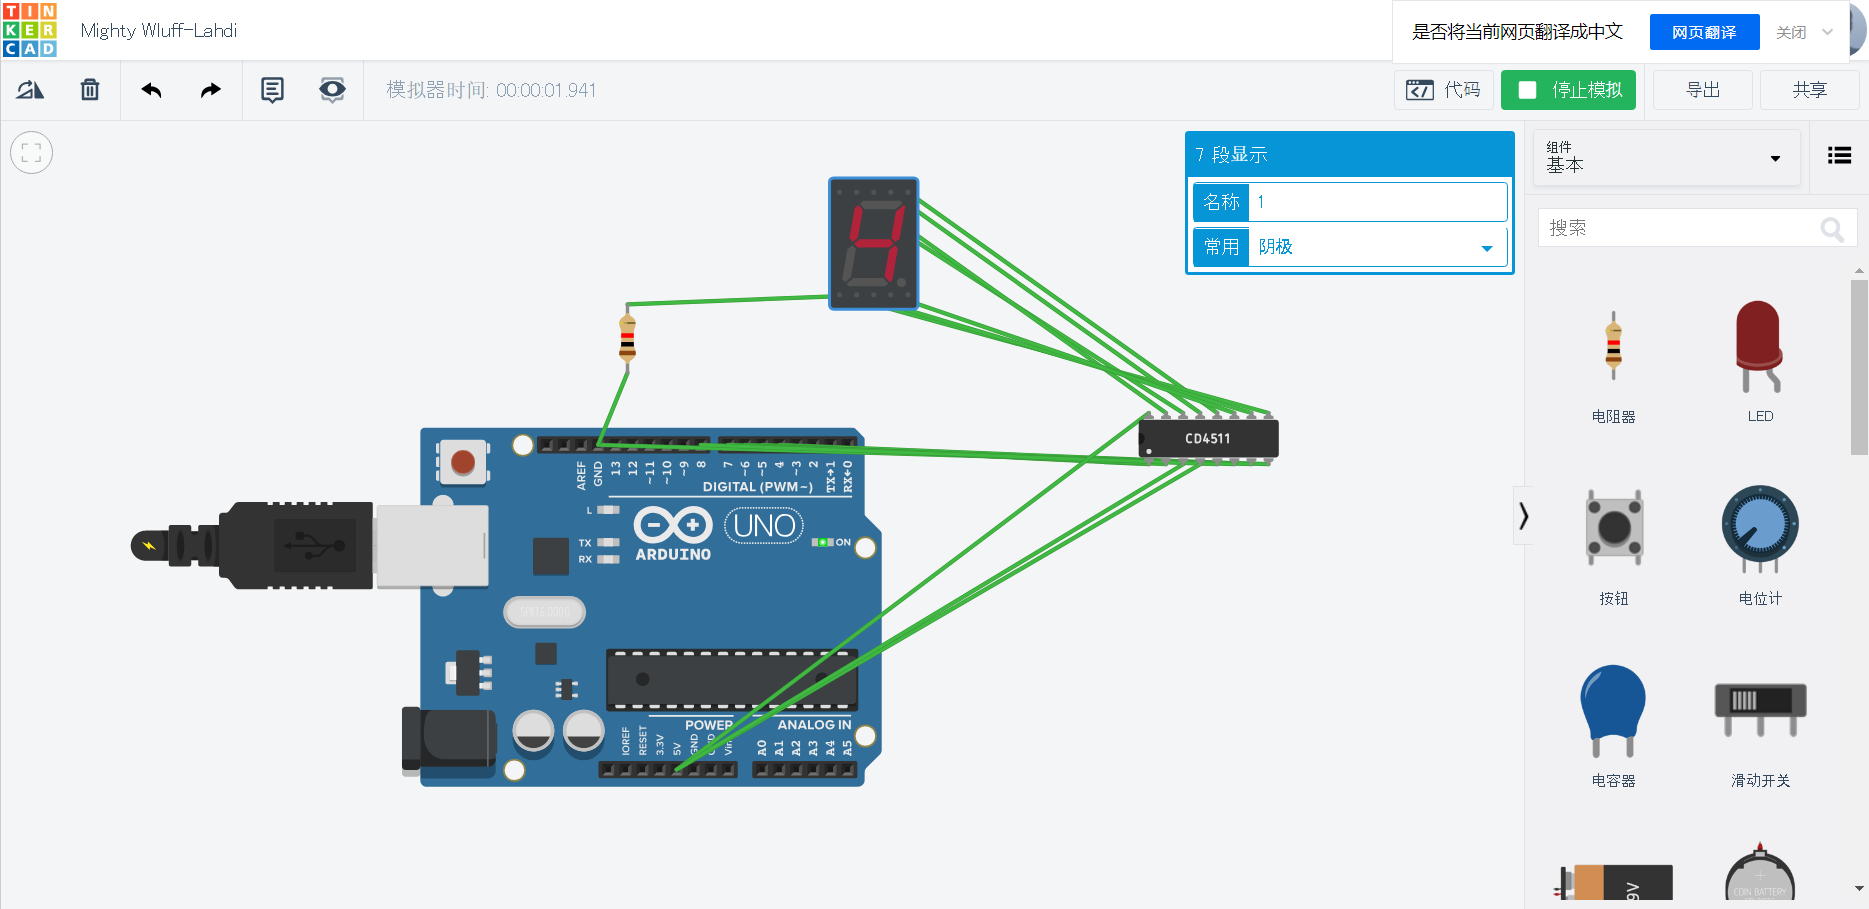 TIN
KER
CAD
Mighty Wluff-Lahdi
是否将当前网页翻译成中文
网页翻译
关闭
模拟器时间: 00:00:01.941
代码
停止模拟
导出
共享
7 段显示
名称
1
常用
阴极
组件
基本
搜索
电阻器
LED
按钮
电位计
电容器
滑动开关
9V
COIN BATTERY
CD4511
AREF
GND
13
12
~11
~10
~9
8
7
~6
~5
4
~3
2
TX→1
RX←0
DIGITAL (PWM~)
L
TX
RX
ARDUINO
UNO
ON
POWER
ANALOG IN
IOREF
RESET
3.3V
5V
GND
Vin
A0
A1
A2
A3
A4
A5